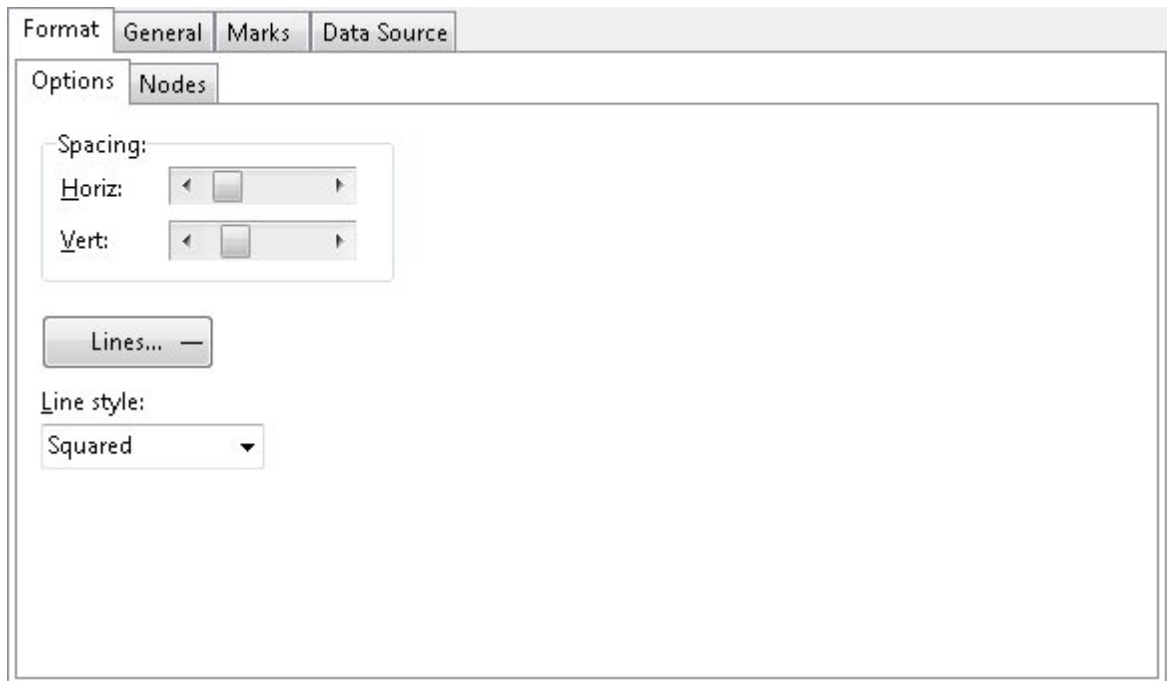 Format General Marks Data Source
Options Nodes
Spacing:
Horiz:
Vert:
Lines...
Line style:
Squared